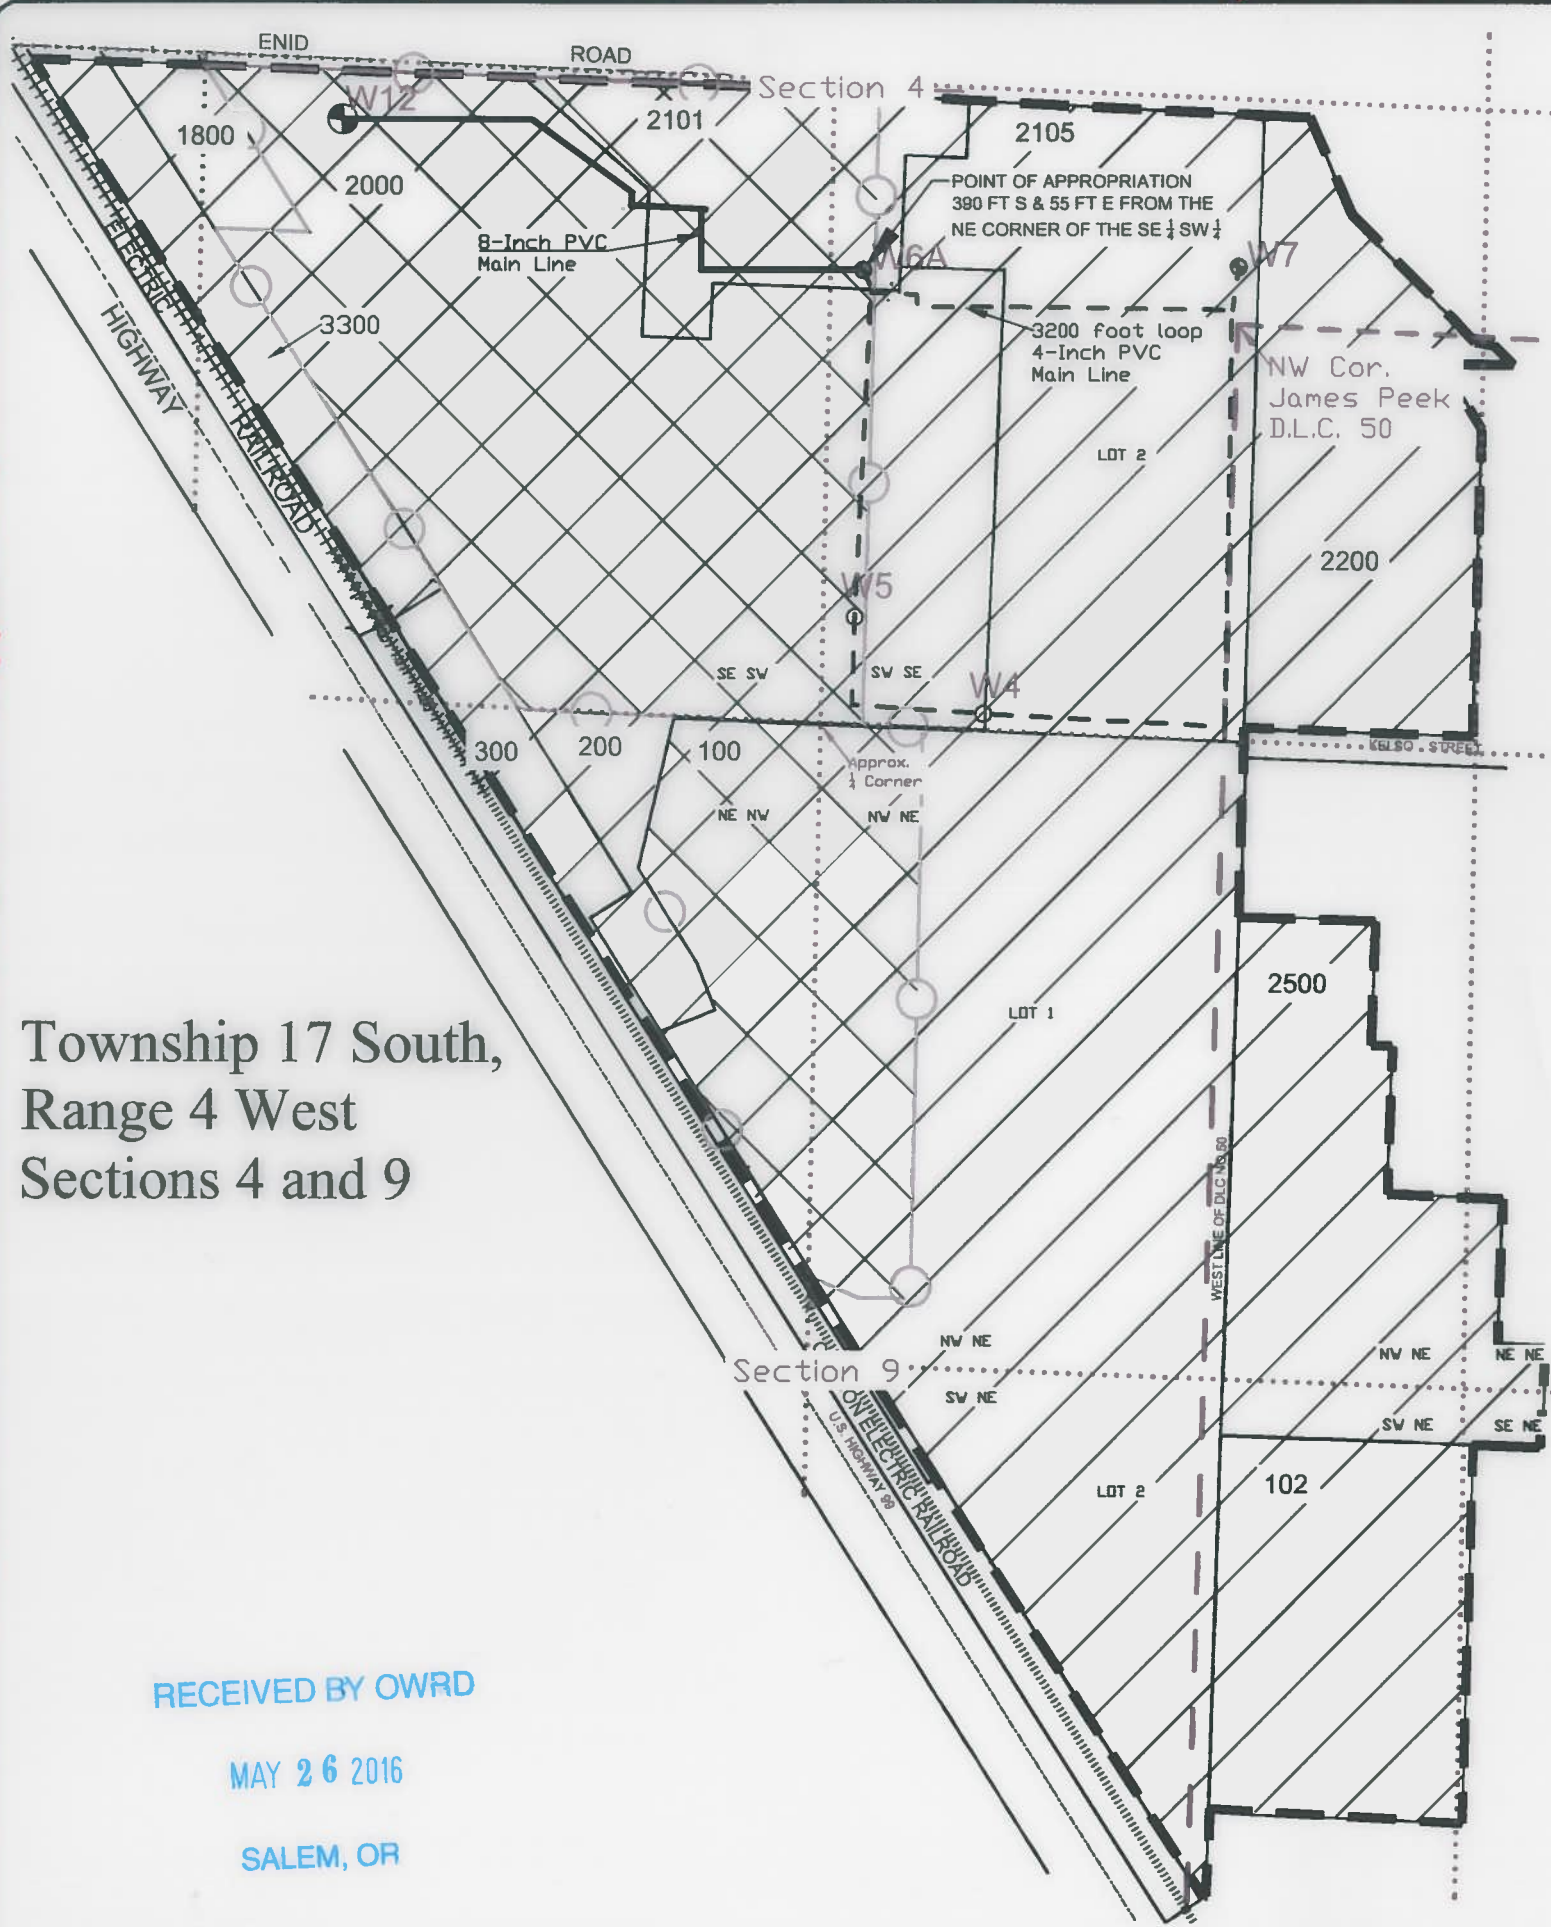 ENID
ROAD
Section 4
W12
1800
2101
2105
2000
POINT OF APPROPRIATION
390 FT S & 55 FT E FROM THE
NE CORNER OF THE SE ¼ SW ¼
8-Inch PVC
Main Line
W6A
W7
ELECTRIC
RAILROAD
HIGHWAY
3300
3200 foot loop
4-Inch PVC
Main Line
NW Cor.
James Peek
D.L.C. 50
LOT 2
2200
W5
SE SW
SW SE
W4
300
200
100
KELSO STREET
Approx.
¼ Corner
NE NW
NW NE
2500
LOT 1
Township 17 South,
Range 4 West
Sections 4 and 9
WEST LINE OF DLC NO.50
NW NE
NW NE
NE NE
Section 9
SW NE
SW NE
SE NE
ON ELECTRIC RAILROAD
U.S. HIGHWAY 99
LOT 2
102
RECEIVED BY OWRD
MAY 26 2016
SALEM, OR